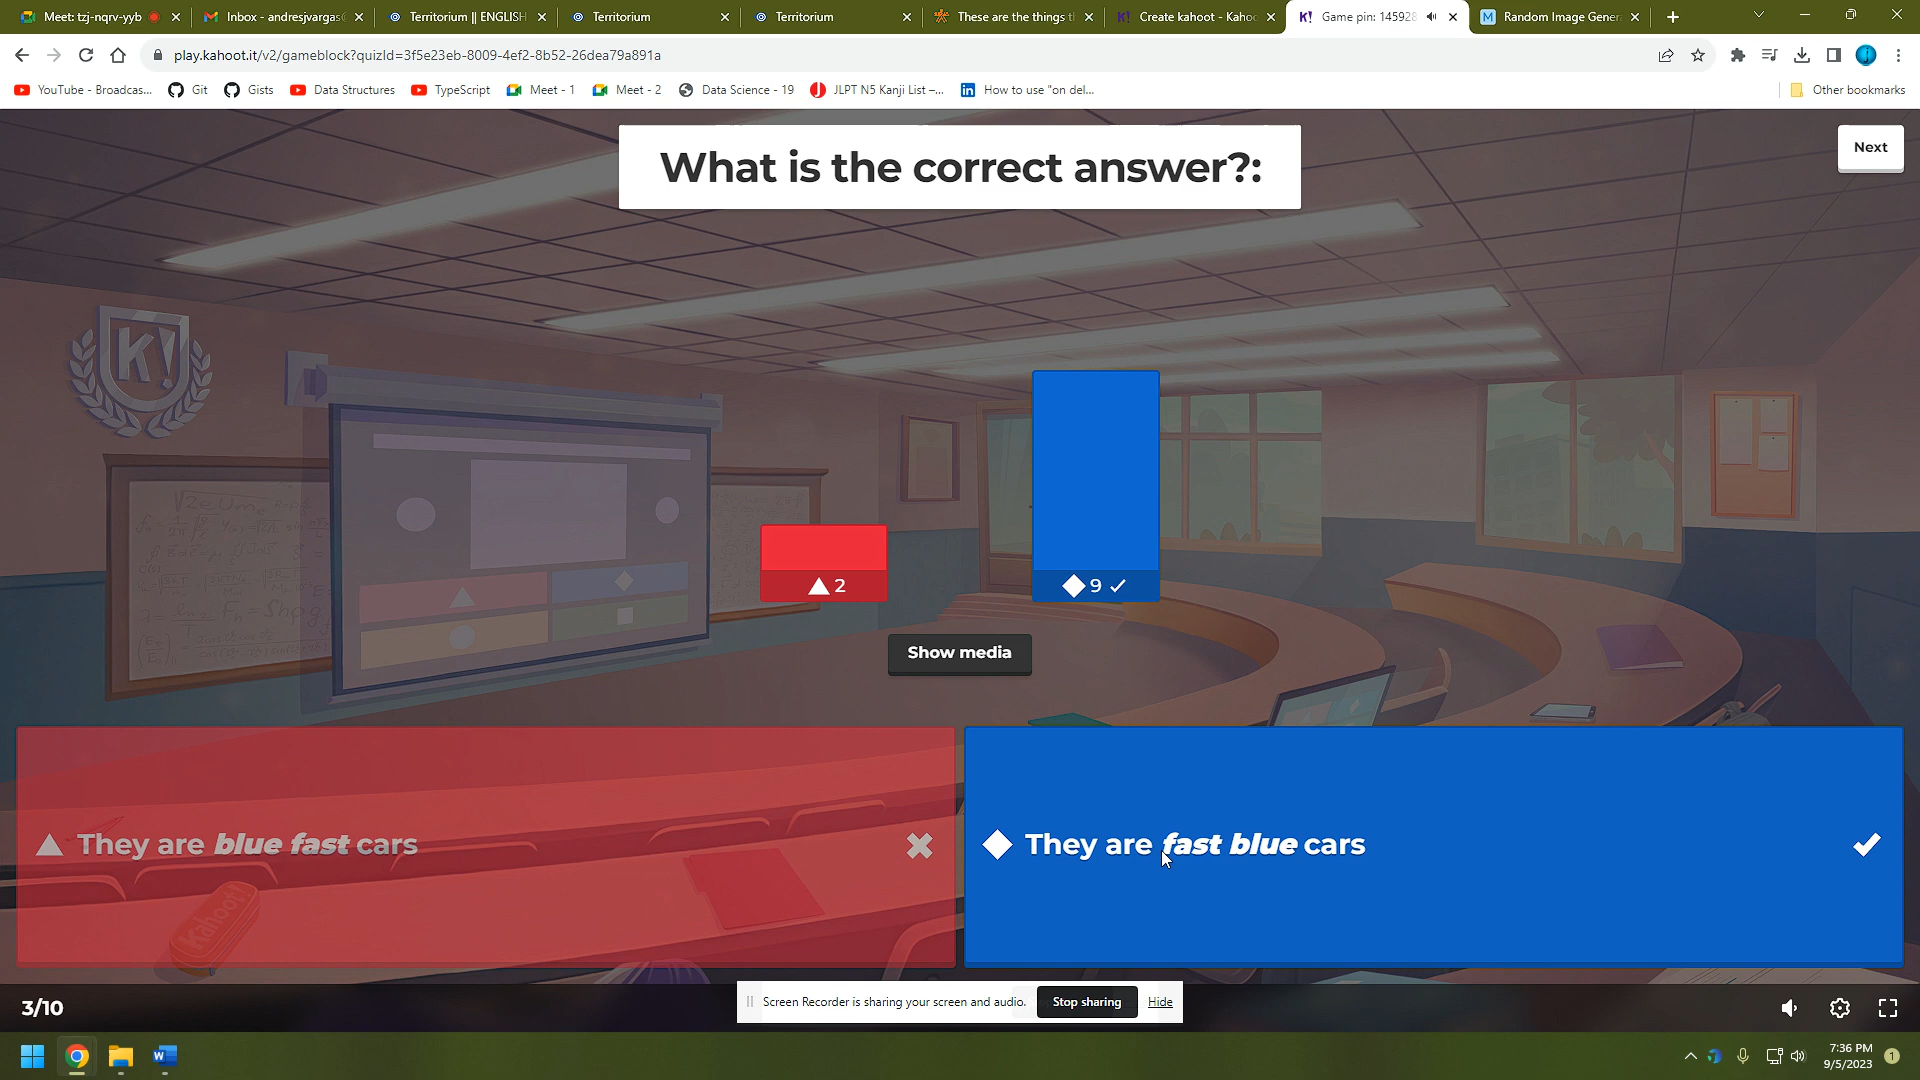 Meet: tzj-nqrv-yyb
Inbox - andresjvargas
Territorium || ENGLISH
Territorium
Territorium
These are the things t
Create kahoot - Kahoo
Game pin: 145928
Random Image Gener
play.kahoot.it/v2/gameblock?quizId=3f5e23eb-8009-4ef2-8b52-26dea79a891a
YouTube - Broadcas...
Git
Gists
Data Structures
TypeScript
Meet - 1
Meet - 2
Data Science - 19
JLPT N5 Kanji List –...
How to use "on del...
Other bookmarks
What is the correct answer?:
Next
K!
2
9
Show media
They are blue fast cars
They are fast blue cars
Kahoot!
3/10
Screen Recorder is sharing your screen and audio.
Stop sharing
Hide
7:36 PM
9/5/2023
1